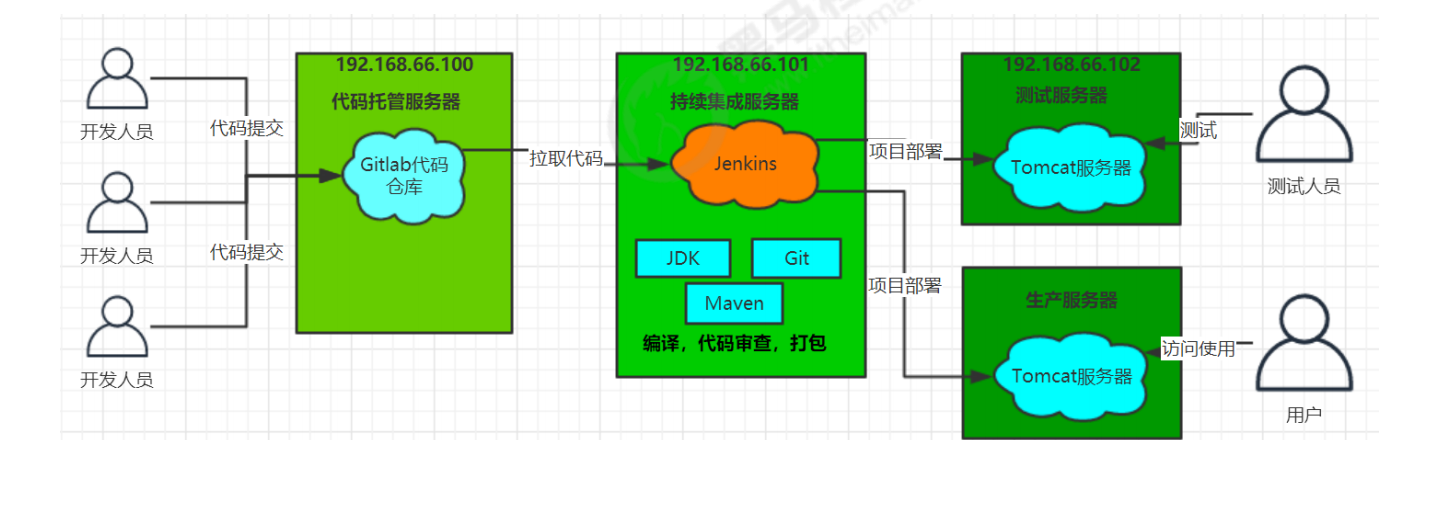 开发人员
代码提交
开发人员
代码提交
开发人员
192.168.66.100
代码托管服务器
Gitlab代码
仓库
拉取代码
192.168.66.101
持续集成服务器
Jenkins
JDK
Git
Maven
编译，代码审查，打包
项目部署
项目部署
192.168.66.102
测试服务器
Tomcat服务器
测试
测试人员
生产服务器
Tomcat服务器
访问使用
用户